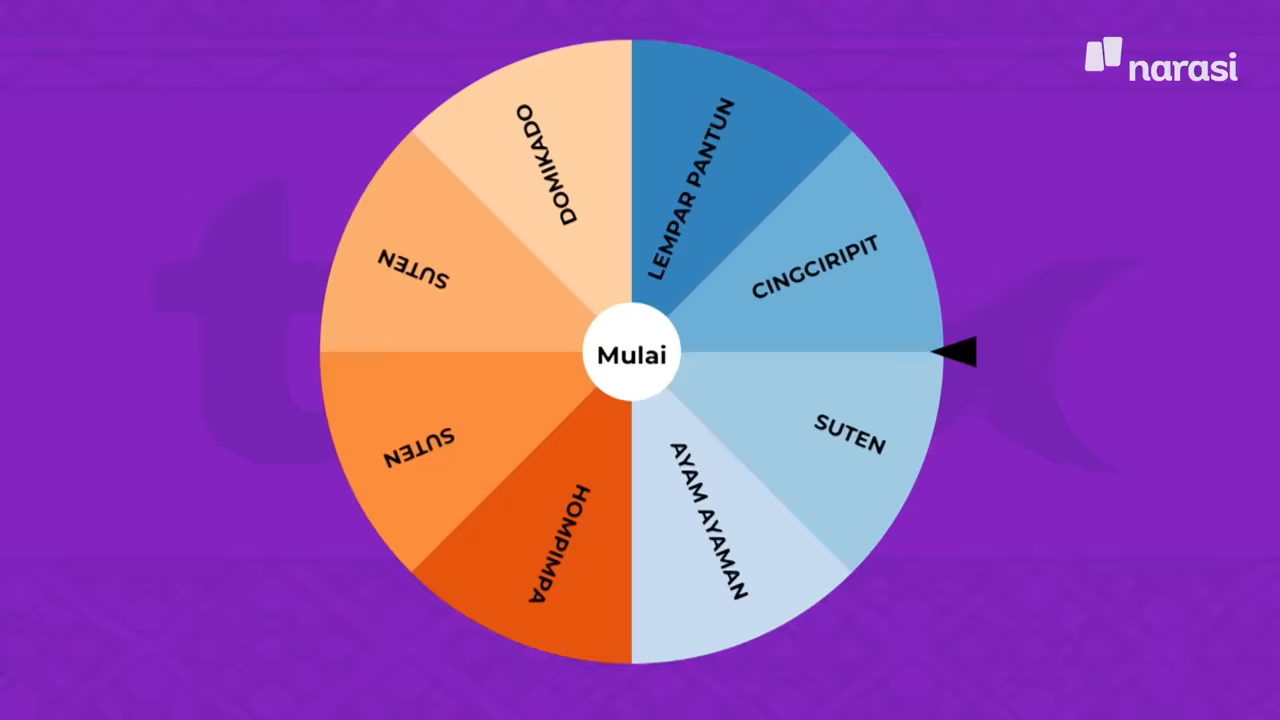 narasi
LEMPAR PANTUN
CINGCIRIPIT
SUTEN
AYAM AYAMAN
HOMPIMPA
SUTEN
SUTEN
DOMIKADO
Mulai